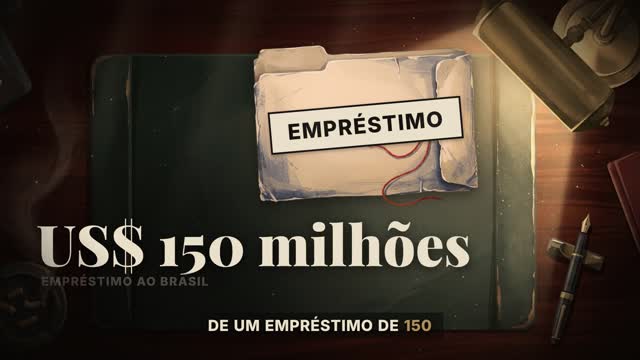 EMPRÉSTIMO
US$ 150 milhões
EMPRÉSTIMO AO BRASIL
DE UM EMPRÉSTIMO DE 150